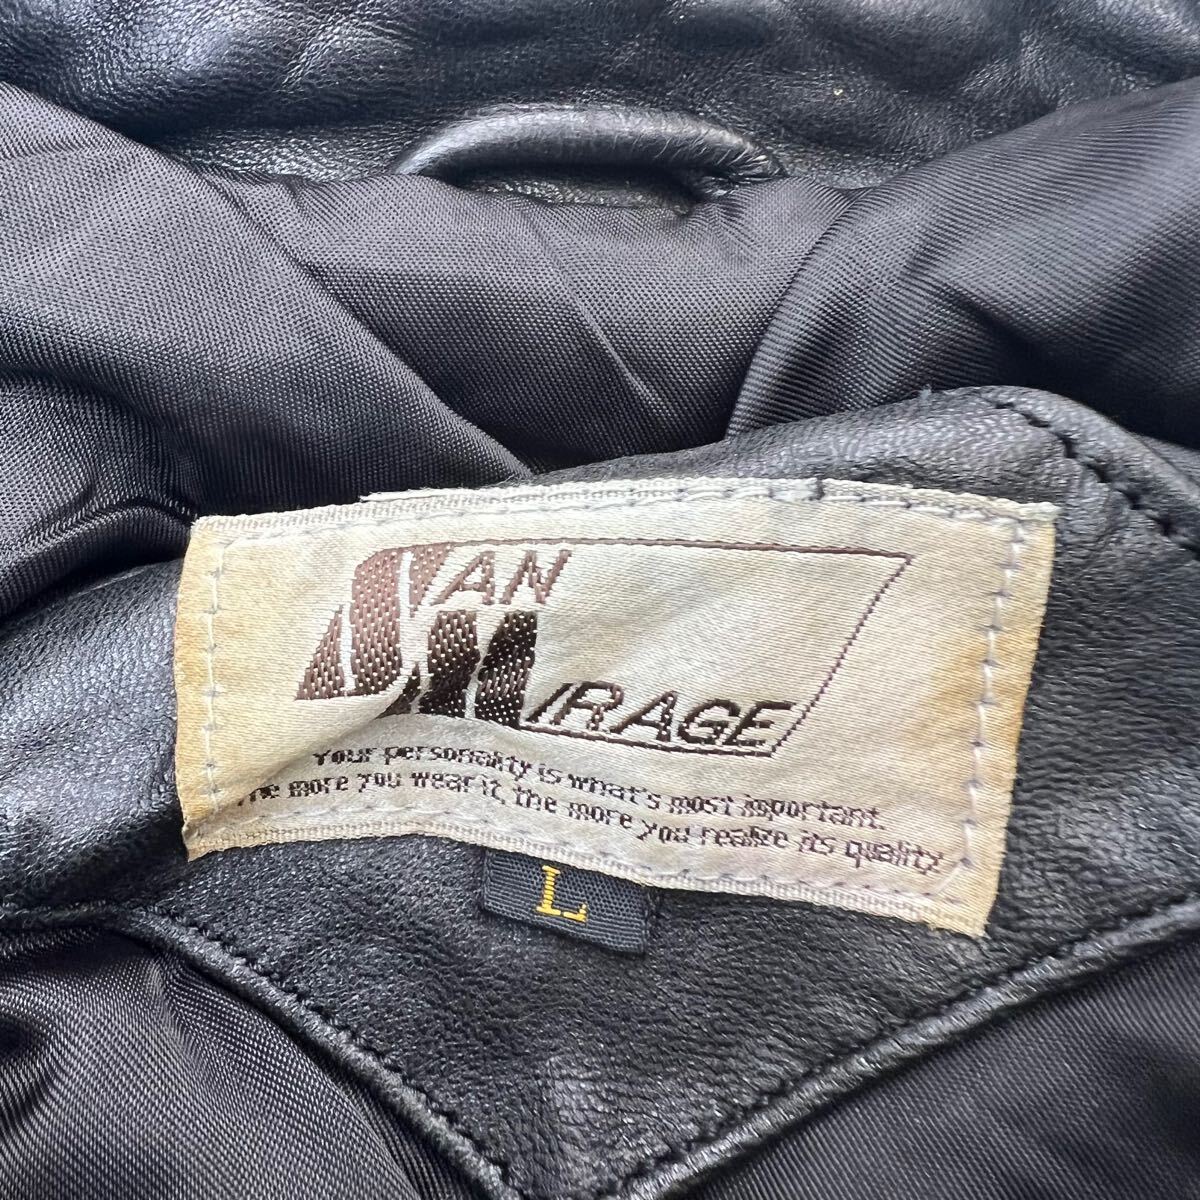 VAN
MIRAGE
Your personality is what's most important.
The more you wear it, the more you realize its quality
L